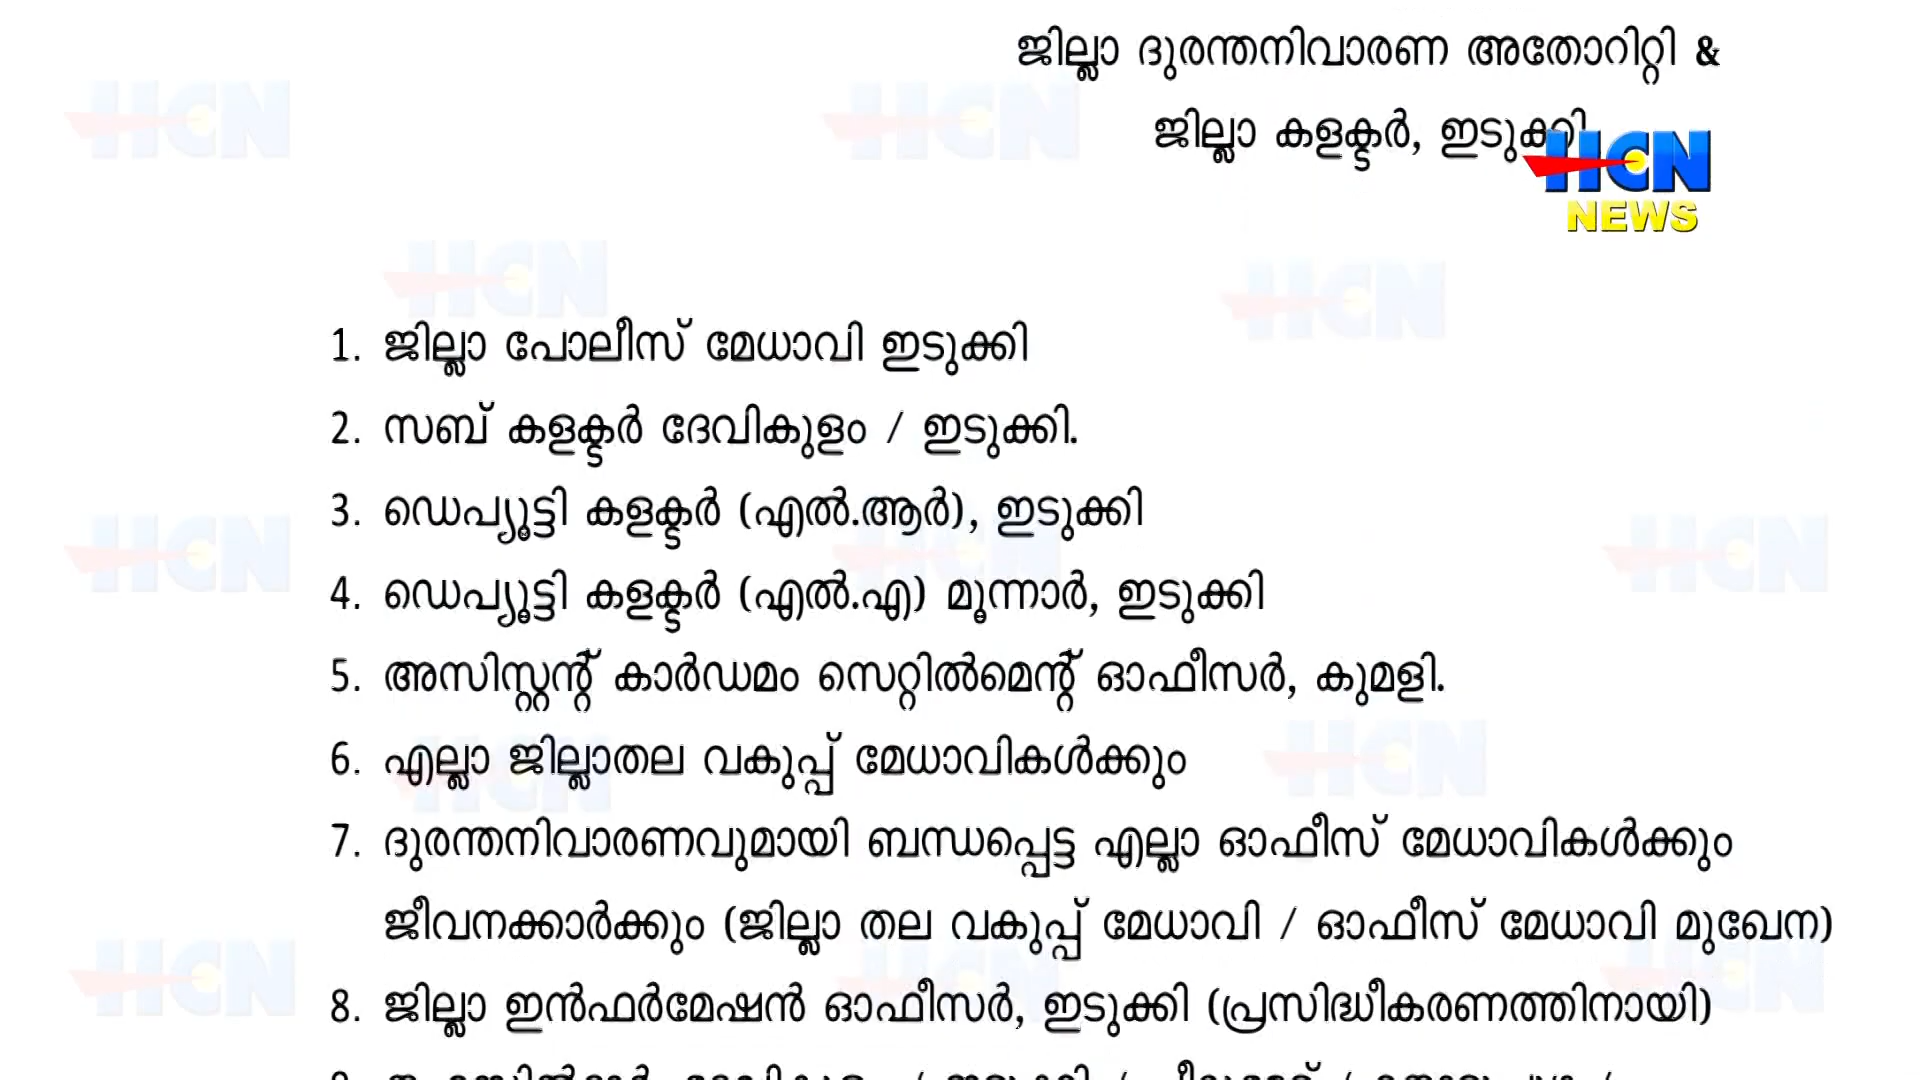 ജില്ലാ ദുരന്തനിവാരണ അതോറിറ്റി &
ജില്ലാ കളക്ടർ, ഇടുക്കി
HCN
NEWS
1. ജില്ലാ പോലീസ് മേധാവി ഇടുക്കി
2. സബ് കളക്ടർ ദേവികുളം / ഇടുക്കി.
3. ഡെപ്യൂട്ടി കളക്ടർ (എൽ.ആർ), ഇടുക്കി
4. ഡെപ്യൂട്ടി കളക്ടർ (എൽ.എ) മൂന്നാർ, ഇടുക്കി
5. അസിസ്റ്റന്റ് കാർഡമം സെറ്റിൽമെന്റ് ഓഫീസർ, കുമളി.
6. എല്ലാ ജില്ലാതല വകുപ്പ് മേധാവികൾക്കും
7. ദുരന്തനിവാരണവുമായി ബന്ധപ്പെട്ട എല്ലാ ഓഫീസ് മേധാവികൾക്കും
ജീവനക്കാർക്കും (ജില്ലാ തല വകുപ്പ് മേധാവി / ഓഫീസ് മേധാവി മുഖേന)
8. ജില്ലാ ഇൻഫർമേഷൻ ഓഫീസർ, ഇടുക്കി (പ്രസിദ്ധീകരണത്തിനായി)